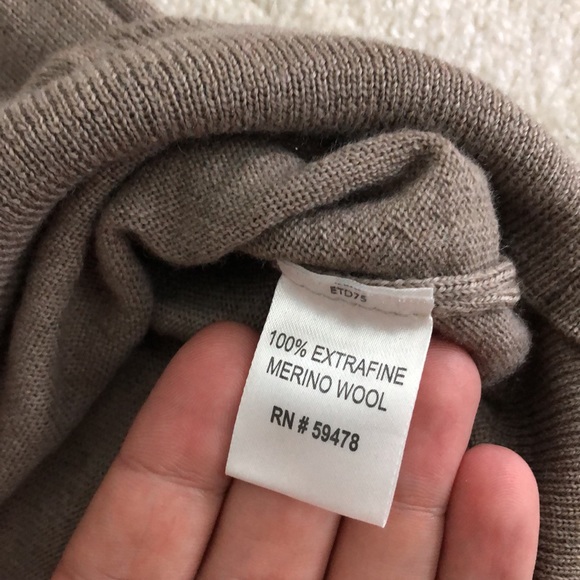 ETD75
100% EXTRAFINE
MERINO WOOL
RN # 59478